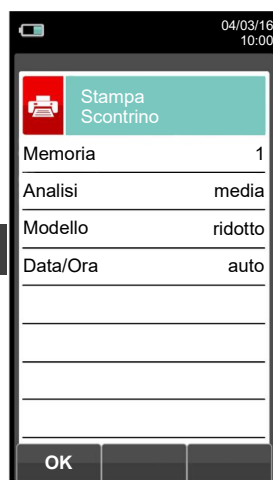 04/03/16
10:00
Stampa
Scontrino
Memoria 1
Analisi media
Modello ridotto
Data/Ora auto
OK